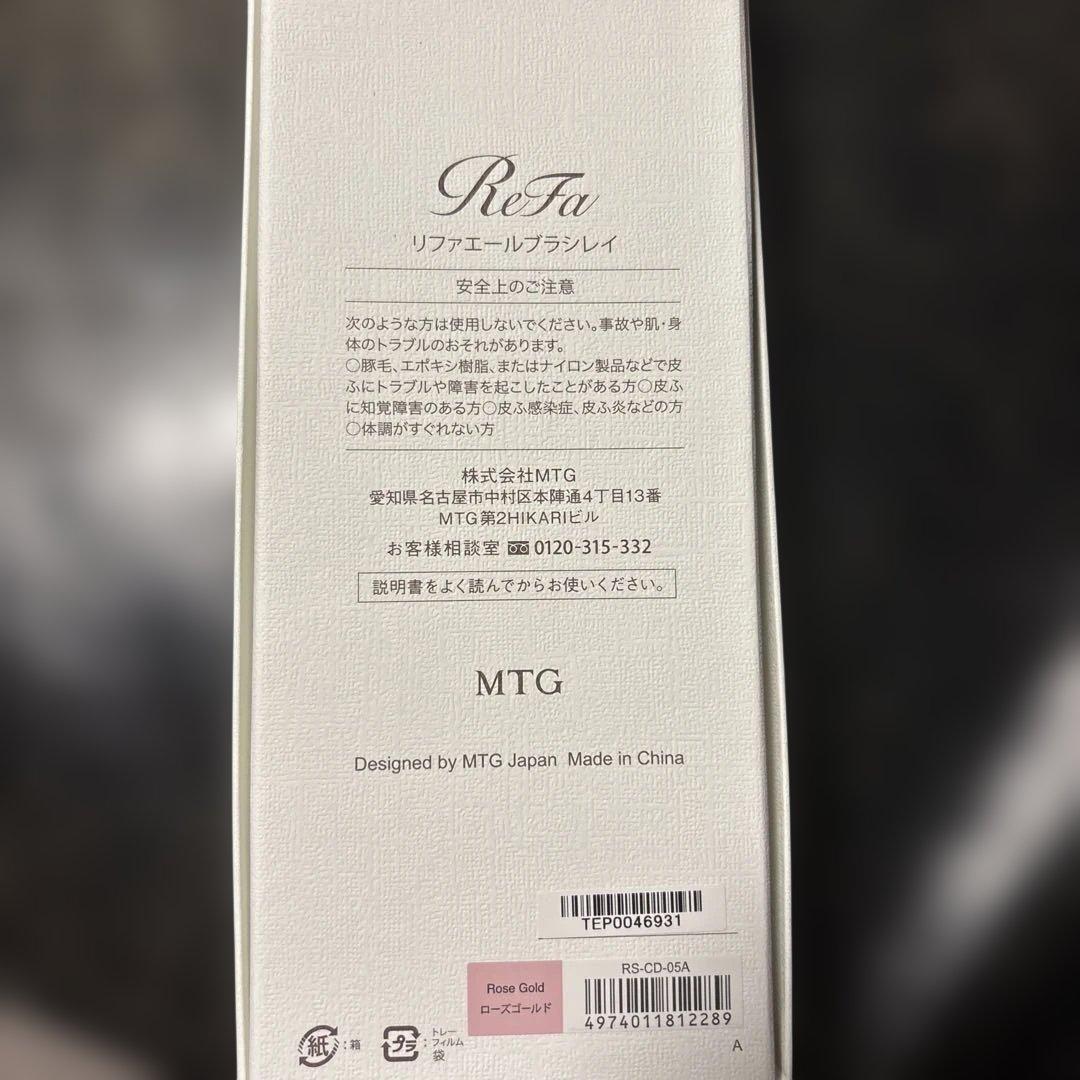 ReFa
リファエールブラシレイ
安全上のご注意
次のような方は使用しないでください。事故や肌・身
体のトラブルのおそれがあります。
○豚毛、エポキシ樹脂、またはナイロン製品などで皮
ふにトラブルや障害を起こしたことがある方○皮ふ
に知覚障害のある方○皮ふ感染症、皮ふ炎などの方
○体調がすぐれない方
株式会社MTG
愛知県名古屋市中村区本陣通4丁目13番
MTG第2HIKARIビル
お客様相談室 0120-315-332
説明書をよく読んでからお使いください。
MTG
Designed by MTG Japan Made in China
TEP0046931
RS-CD-05A
Rose Gold
ローズゴールド
4974011812289
紙:箱
プラ:トレー
フィルム
袋
A